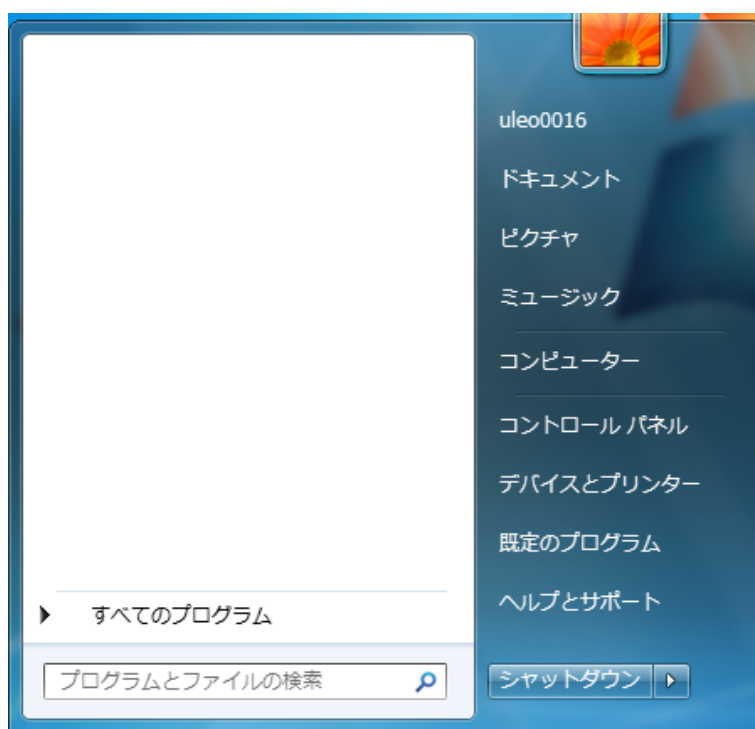 uleo0016
ドキュメント
ピクチャ
ミュージック
コンピューター
コントロール パネル
デバイスとプリンター
既定のプログラム
ヘルプとサポート
すべてのプログラム
プログラムとファイルの検索
シャットダウン